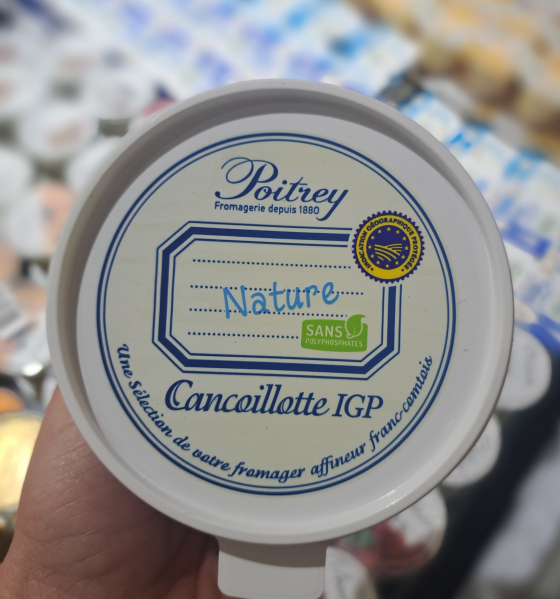 Poitrey
Fromagerie depuis 1880
INDICATION GÉOGRAPHIQUE PROTÉGÉE
Nature
SANS
POLYPHOSPHATES
Cancoillotte IGP
Une Sélection de votre fromager affineur franc-comtois